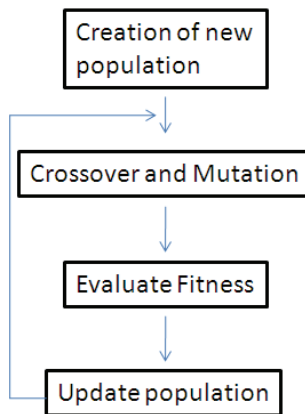 Creation of new
population
Crossover and Mutation
Evaluate Fitness
Update population